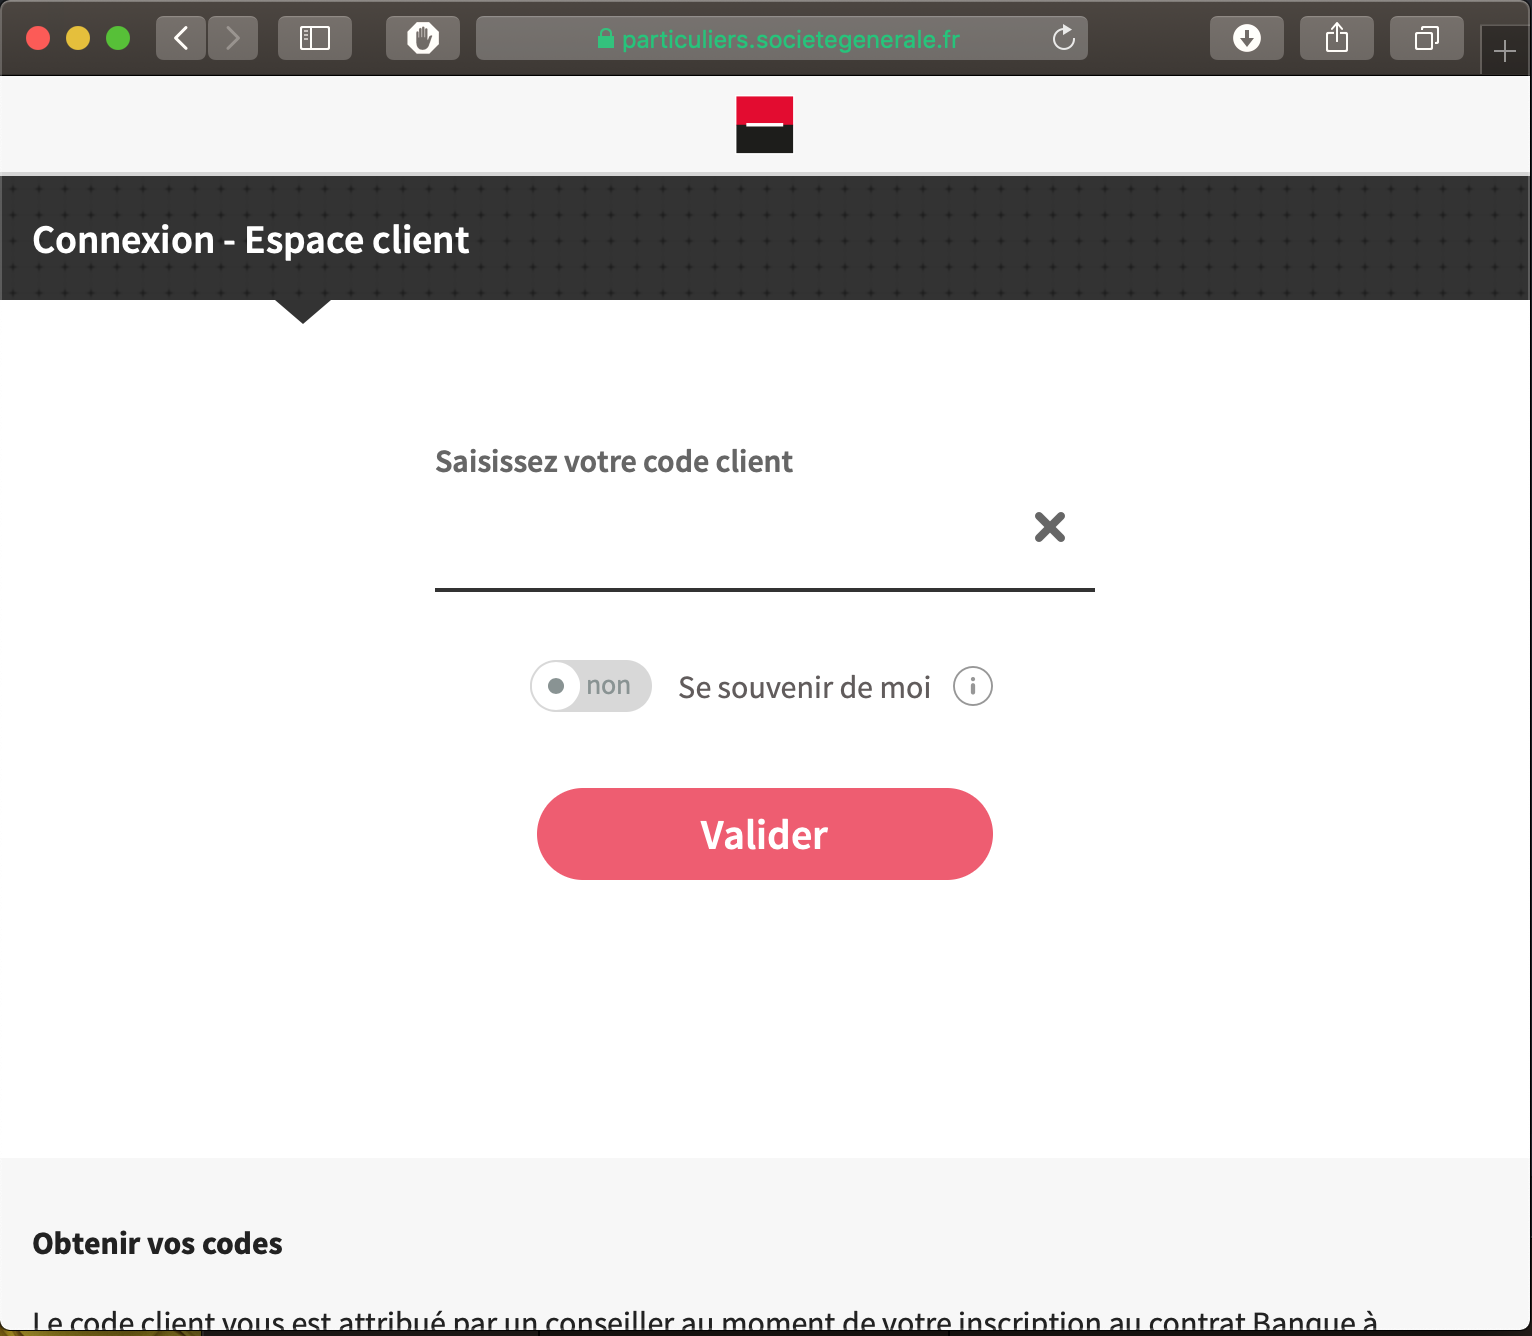 particuliers.societegenerale.fr
Connexion - Espace client
Saisissez votre code client
non
Se souvenir de moi
Valider
Obtenir vos codes
Le code client vous est attribué par un conseiller au moment de votre inscription au contrat Banque à